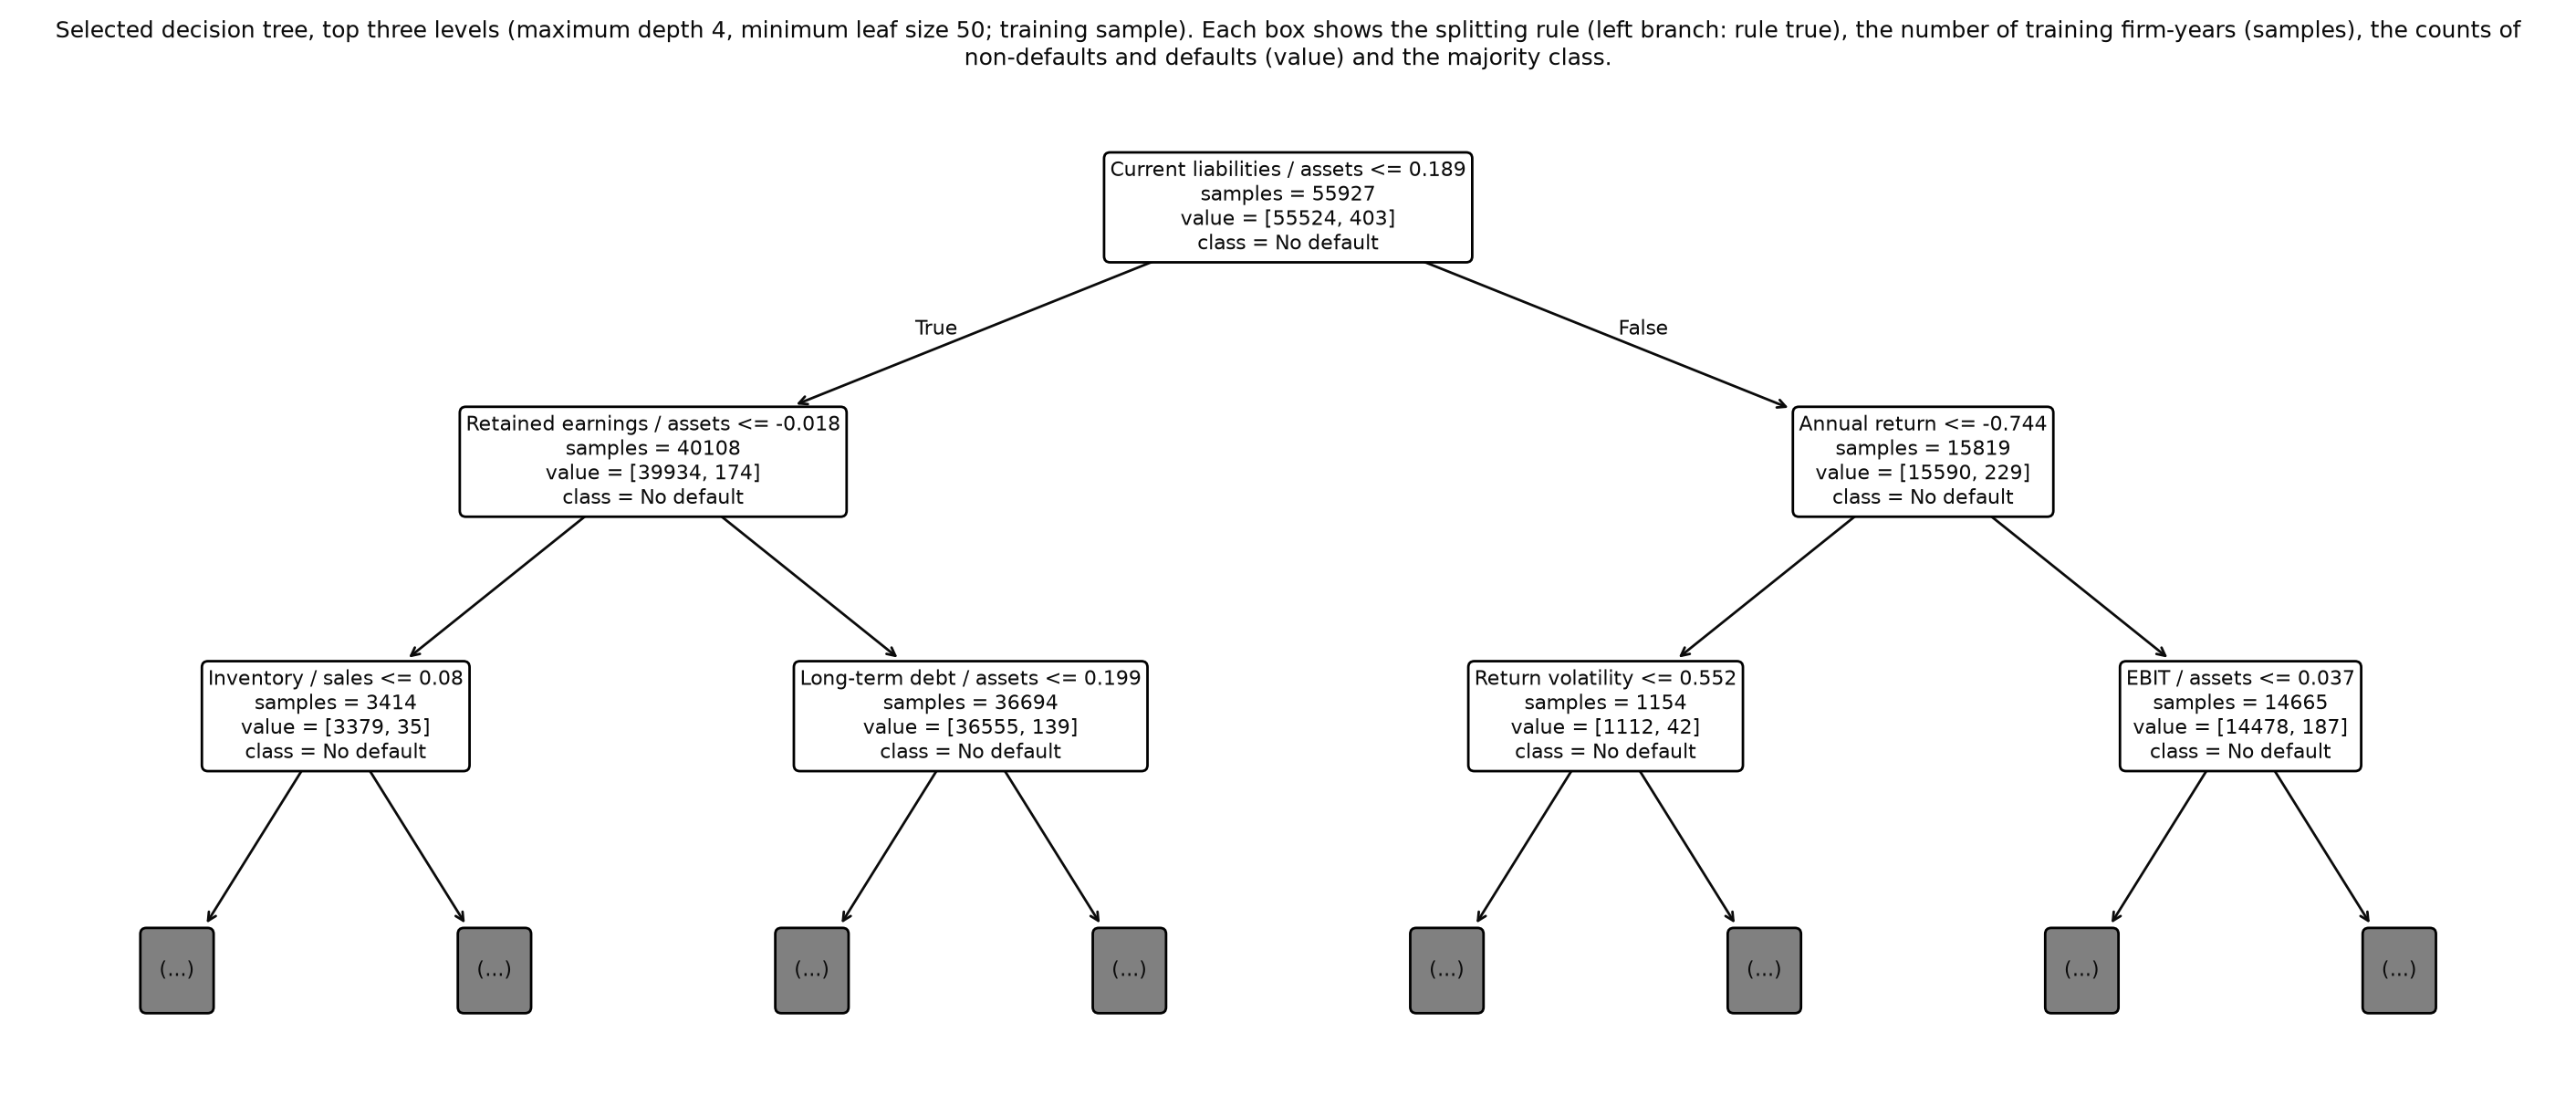 Selected decision tree, top three levels (maximum depth 4, minimum leaf size 50; training sample). Each box shows the splitting rule (left branch: rule true), the number of training firm-years (samples), the counts of
non-defaults and defaults (value) and the majority class.
Current liabilities / assets <= 0.189
samples = 55927
value = [55524, 403]
class = No default
True
False
Retained earnings / assets <= -0.018
samples = 40108
value = [39934, 174]
class = No default
Annual return <= -0.744
samples = 15819
value = [15590, 229]
class = No default
Inventory / sales <= 0.08
samples = 3414
value = [3379, 35]
class = No default
Long-term debt / assets <= 0.199
samples = 36694
value = [36555, 139]
class = No default
Return volatility <= 0.552
samples = 1154
value = [1112, 42]
class = No default
EBIT / assets <= 0.037
samples = 14665
value = [14478, 187]
class = No default
(...)
(...)
(...)
(...)
(...)
(...)
(...)
(...)